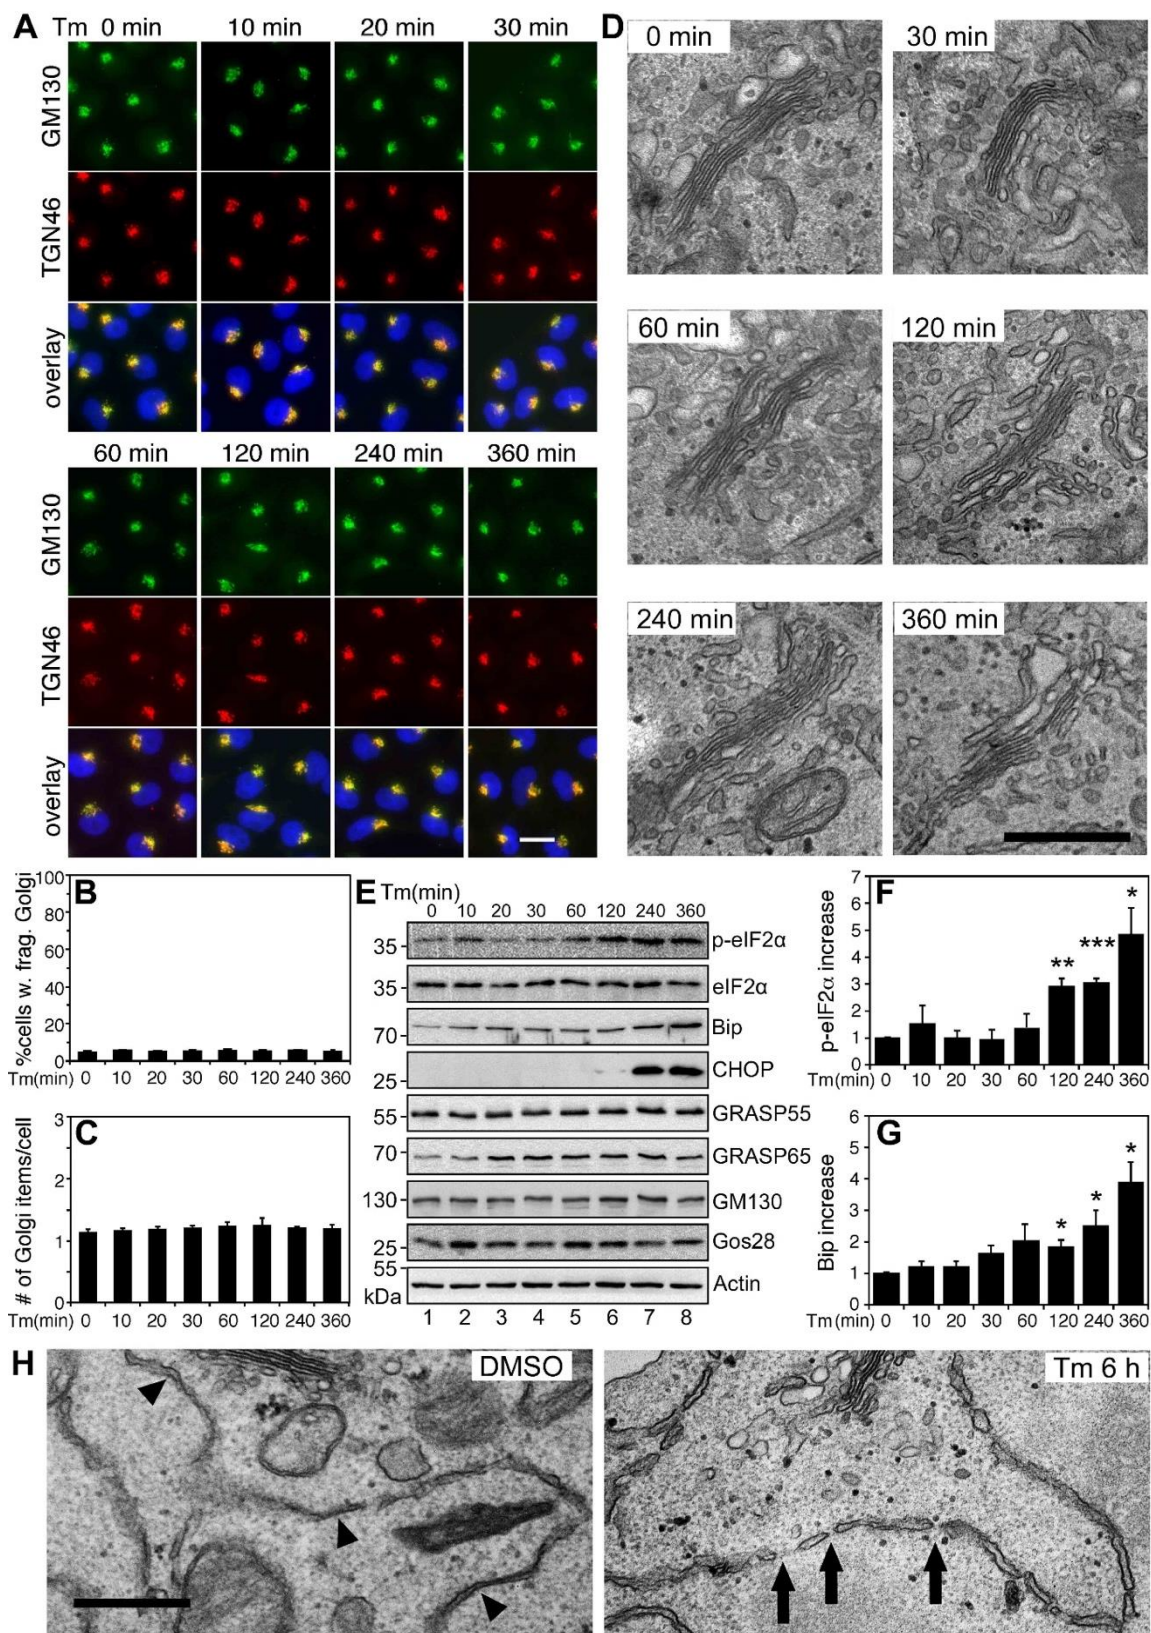 A Tm 0 min 10 min 20 min 30 min
GM130
TGN46
overlay
60 min 120 min 240 min 360 min
GM130
TGN46
overlay
D
0 min 30 min
60 min 120 min
240 min 360 min
B
%cells w. frag. Golgi
100
80
60
40
20
0
Tm(min) 0 10 20 30 60 120 240 360
C
# of Golgi items/cell
3
2
1
0
Tm(min) 0 10 20 30 60 120 240 360
E Tm(min)
0 10 20 30 60 120 240 360
35 p-eIF2α
35 eIF2α
70 Bip
25 CHOP
55 GRASP55
70 GRASP65
130 GM130
25 Gos28
55 Actin
kDa 1 2 3 4 5 6 7 8
F
p-eIF2α increase
7
6
5
4
3
2
1
0
** *** *
Tm(min) 0 10 20 30 60 120 240 360
G
Bip increase
6
5
4
3
2
1
0
* * *
Tm(min) 0 10 20 30 60 120 240 360
H DMSO Tm 6 h